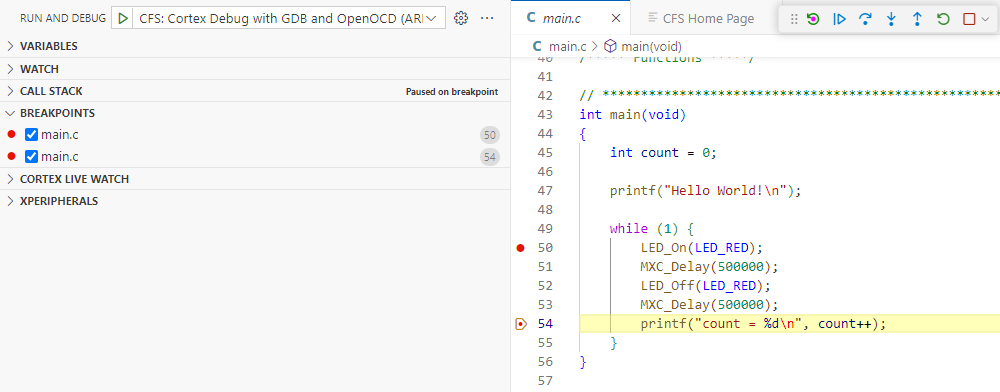 RUN AND DEBUG
CFS: Cortex Debug with GDB and OpenOCD (ARI
VARIABLES
WATCH
CALL STACK
Paused on breakpoint
BREAKPOINTS
main.c 50
main.c 54
CORTEX LIVE WATCH
XPERIPHERALS
C main.c
CFS Home Page
C main.c > main(void)
40 /***** Functions *****/
41
42 // ****************************************************
43 int main(void)
44 {
45 int count = 0;
46
47 printf("Hello World!\n");
48
49 while (1) {
50 LED_On(LED_RED);
51 MXC_Delay(500000);
52 LED_Off(LED_RED);
53 MXC_Delay(500000);
54 printf("count = %d\n", count++);
55 }
56 }
57